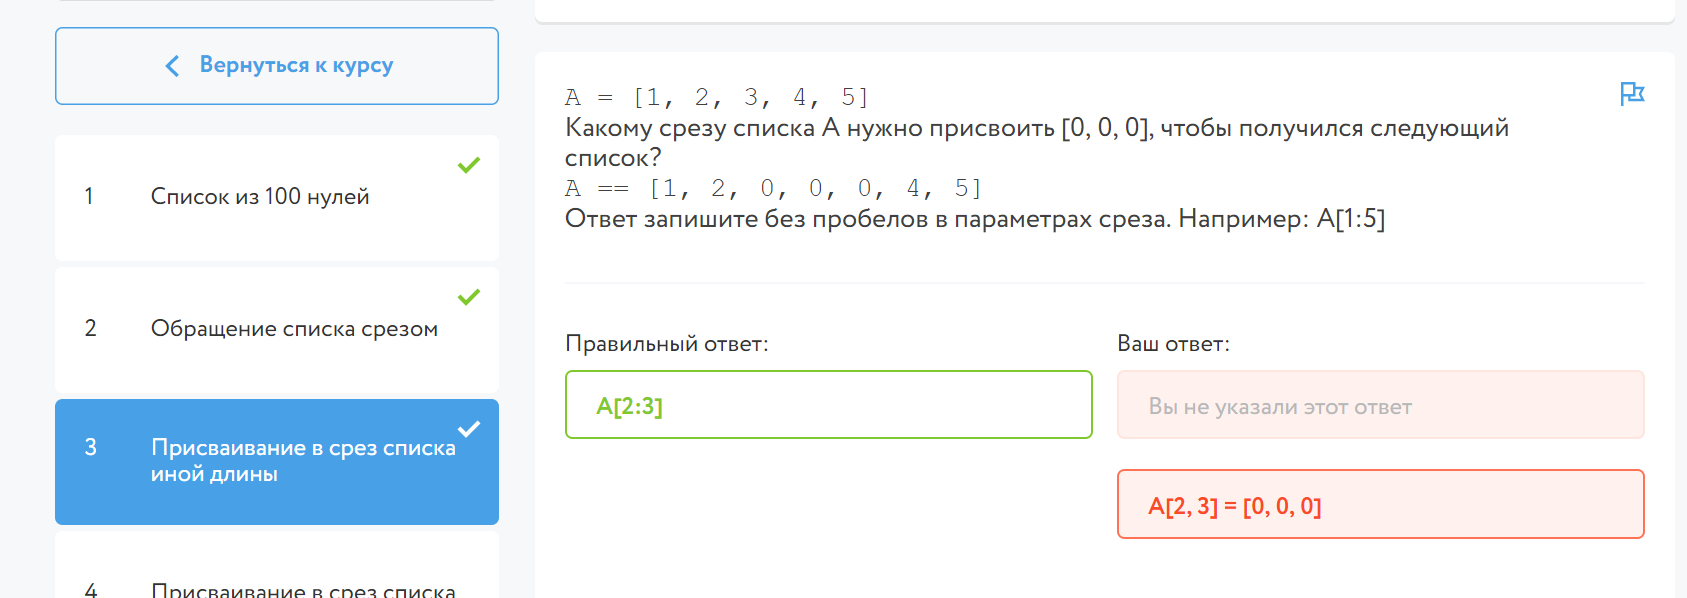 Вернуться к курсу
1 Список из 100 нулей
2 Обращение списка срезом
3 Присваивание в срез списка
иной длины
4 Присваивание в срез списка
A = [1, 2, 3, 4, 5]
Какому срезу списка A нужно присвоить [0, 0, 0], чтобы получился следующий
список?
A == [1, 2, 0, 0, 0, 4, 5]
Ответ запишите без пробелов в параметрах среза. Например: A[1:5]
Правильный ответ:
A[2:3]
Ваш ответ:
Вы не указали этот ответ
A[2, 3] = [0, 0, 0]